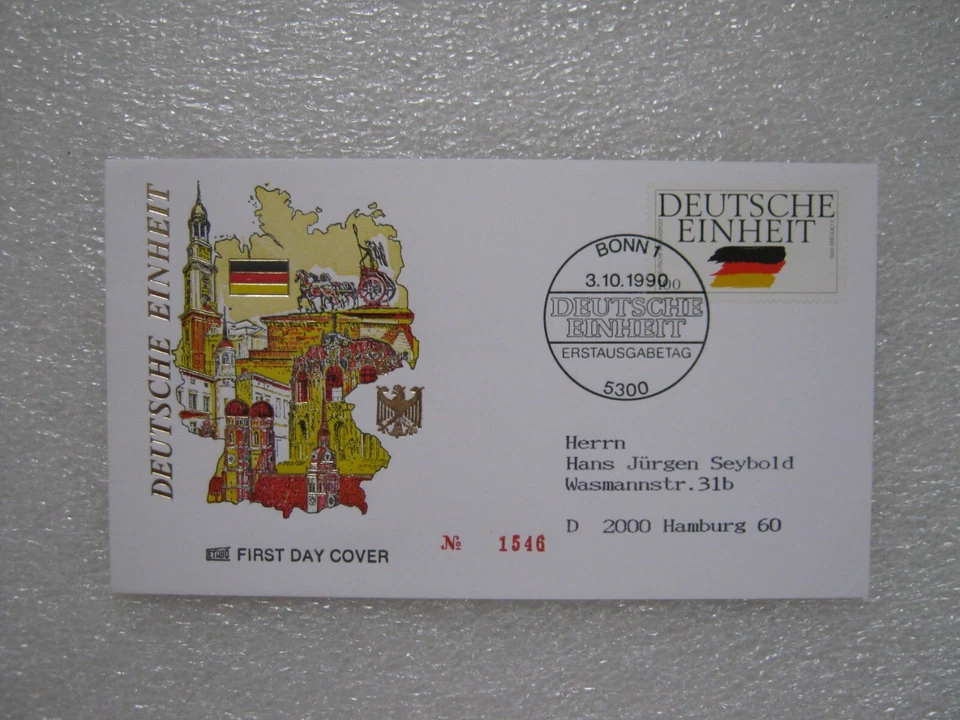 DEUTSCHE EINHEIT
DEUTSCHE
EINHEIT
100
BONN 1
3.10.1990
DEUTSCHE
EINHEIT
ERSTAUSGABETAG
5300
Herrn
Hans Jürgen Seybold
Wasmannstr.31b
D 2000 Hamburg 60
FIRST DAY COVER
№ 1546